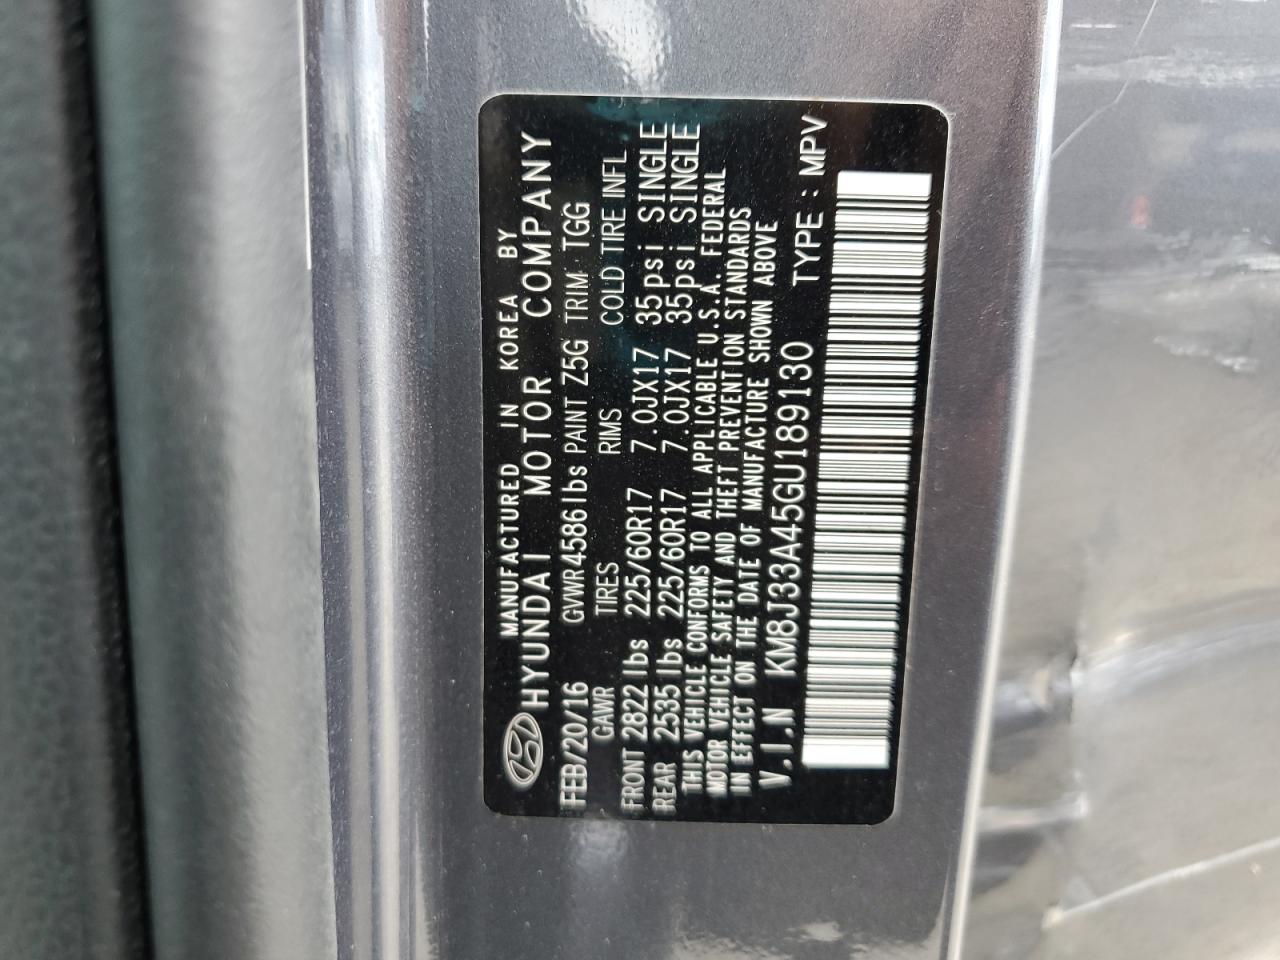 MANUFACTURED IN KOREA BY
HYUNDAI MOTOR COMPANY
FEB/20/16 GVWR 4586 lbs PAINT Z5G TRIM TGG
GAWR TIRES RIMS COLD TIRE INFL
FRONT 2822 lbs 225/60R17 7.0JX17 35psi SINGLE
REAR 2535 lbs 225/60R17 7.0JX17 35psi SINGLE
THIS VEHICLE CONFORMS TO ALL APPLICABLE U.S.A. FEDERAL
MOTOR VEHICLE SAFETY AND THEFT PREVENTION STANDARDS
IN EFFECT ON THE DATE OF MANUFACTURE SHOWN ABOVE
V.I.N KM8J33A45GU189130 TYPE : MPV